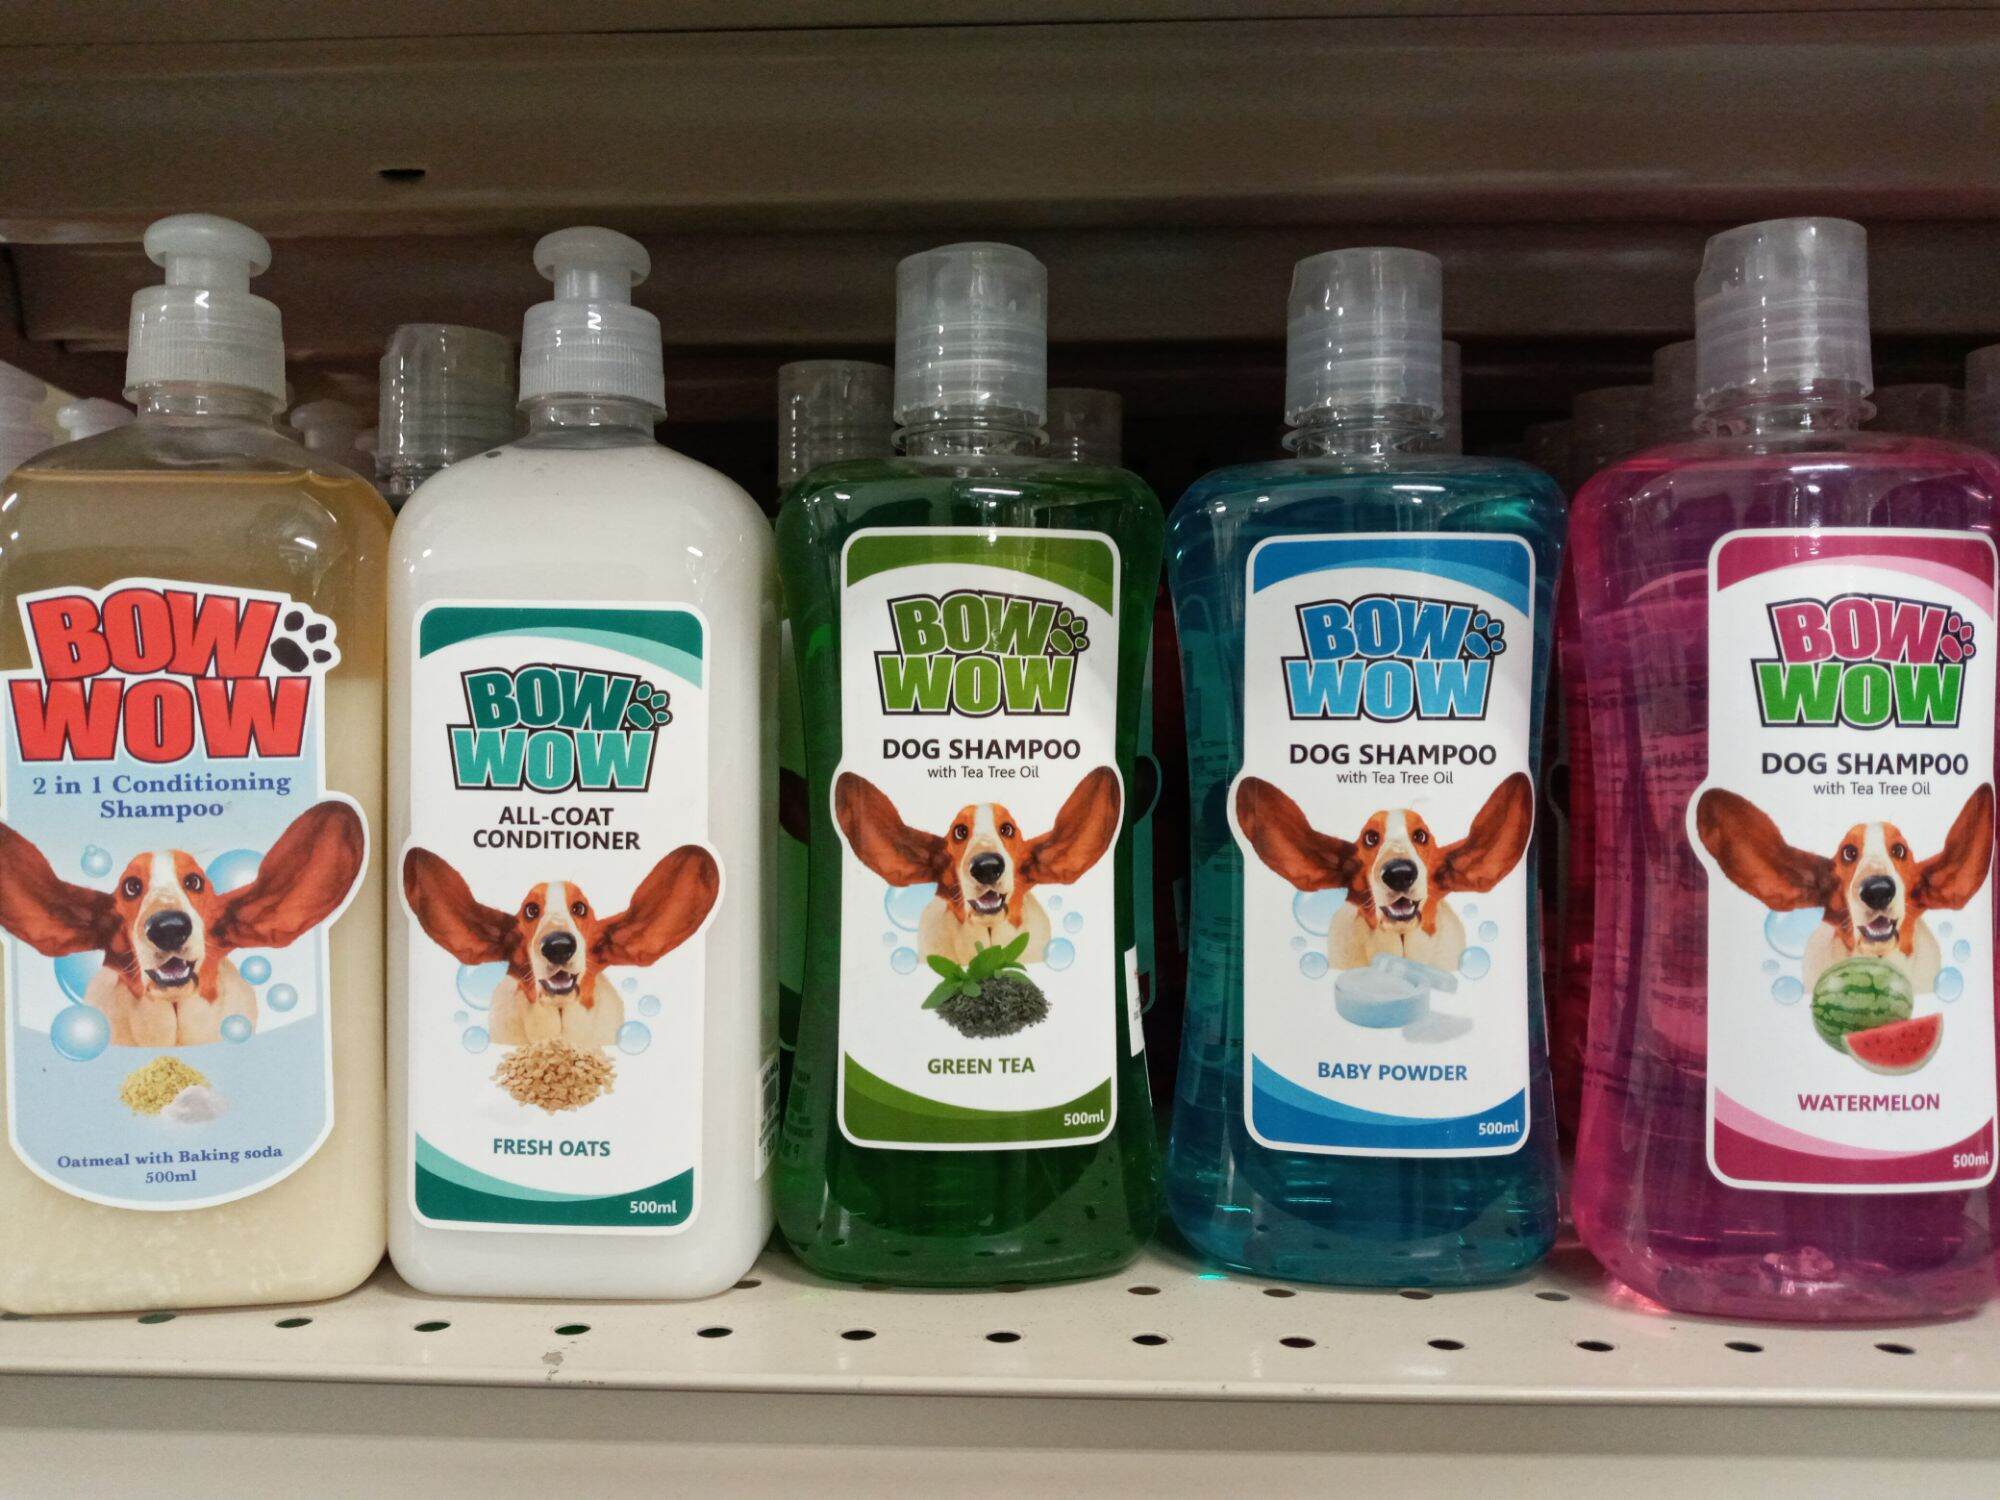 BOW
WOW
2 in 1 Conditioning
Shampoo
Oatmeal with Baking soda
500ml
BOW
WOW
ALL-COAT
CONDITIONER
FRESH OATS
500ml
BOW
WOW
DOG SHAMPOO
with Tea Tree Oil
GREEN TEA
500ml
BOW
WOW
DOG SHAMPOO
with Tea Tree Oil
BABY POWDER
500ml
BOW
WOW
DOG SHAMPOO
with Tea Tree Oil
WATERMELON
500ml